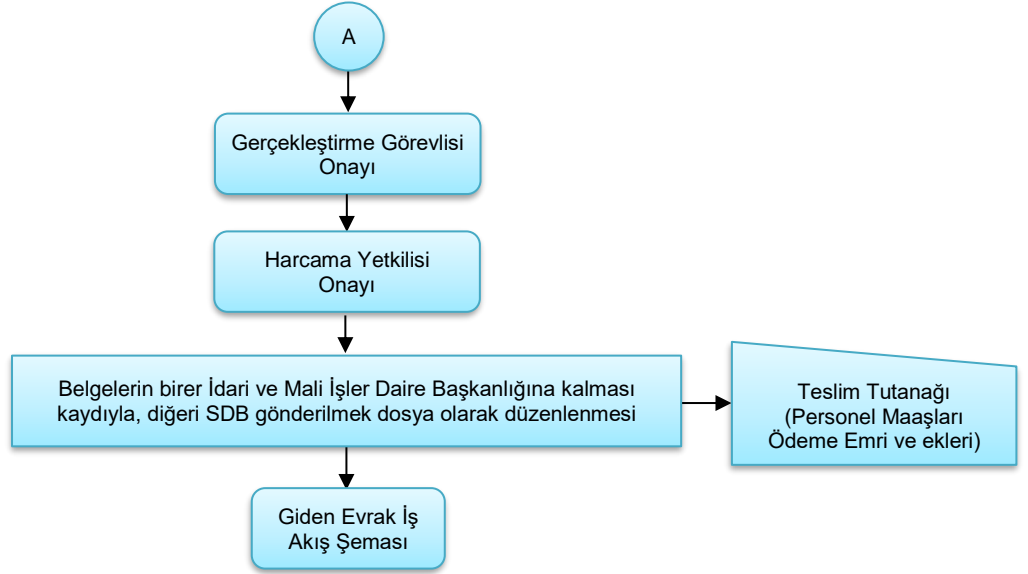 A
Gerçekleştirme Görevlisi
Onayı
Harcama Yetkilisi
Onayı
Belgelerin birer İdari ve Mali İşler Daire Başkanlığına kalması
kaydıyla, diğeri SDB gönderilmek dosya olarak düzenlenmesi
Teslim Tutanağı
(Personel Maaşları
Ödeme Emri ve ekleri)
Giden Evrak İş
Akış Şeması